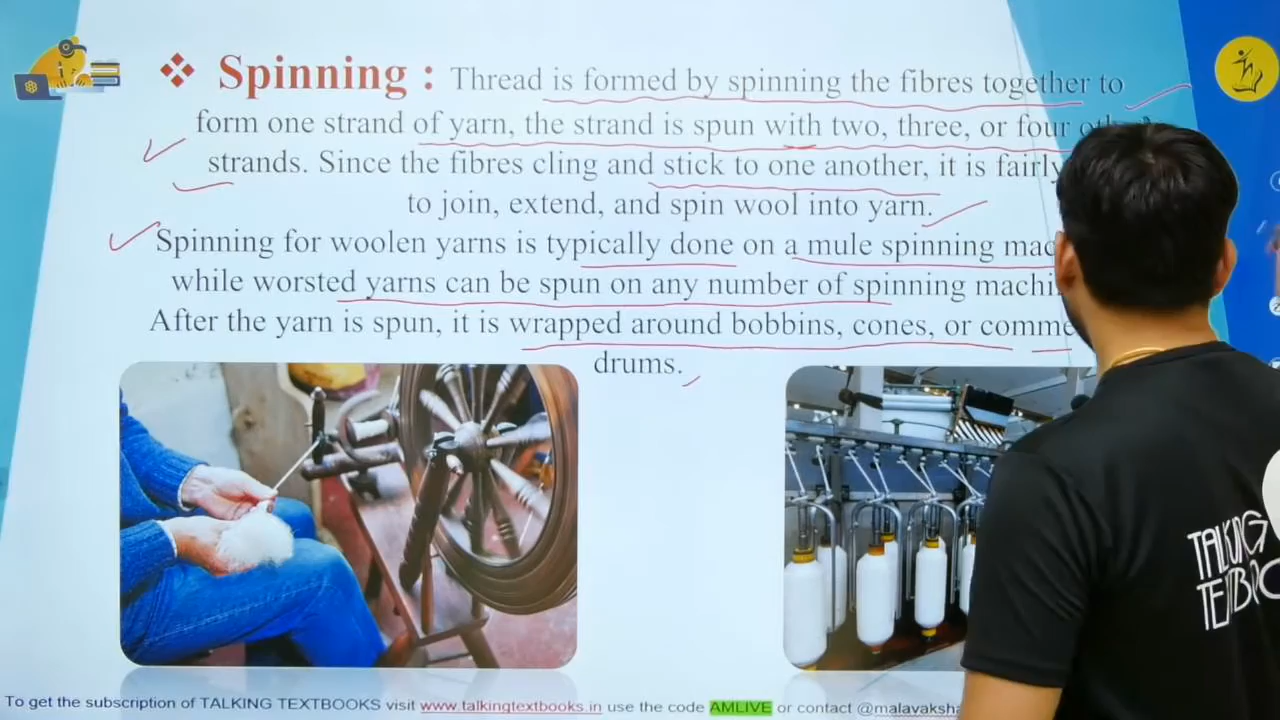 Spinning : Thread is formed by spinning the fibres together to
form one strand of yarn, the strand is spun with two, three, or four
strands. Since the fibres cling and stick to one another, it is fairly
to join, extend, and spin wool into yarn.
Spinning for woolen yarns is typically done on a mule spinning
while worsted yarns can be spun on any number of spinning
After the yarn is spun, it is wrapped around bobbins, cones, or
drums.
TALKING
To get the subscription of TALKING TEXTBOOKS visit www.talkingtextbooks.in use the code AMLIVE or contact